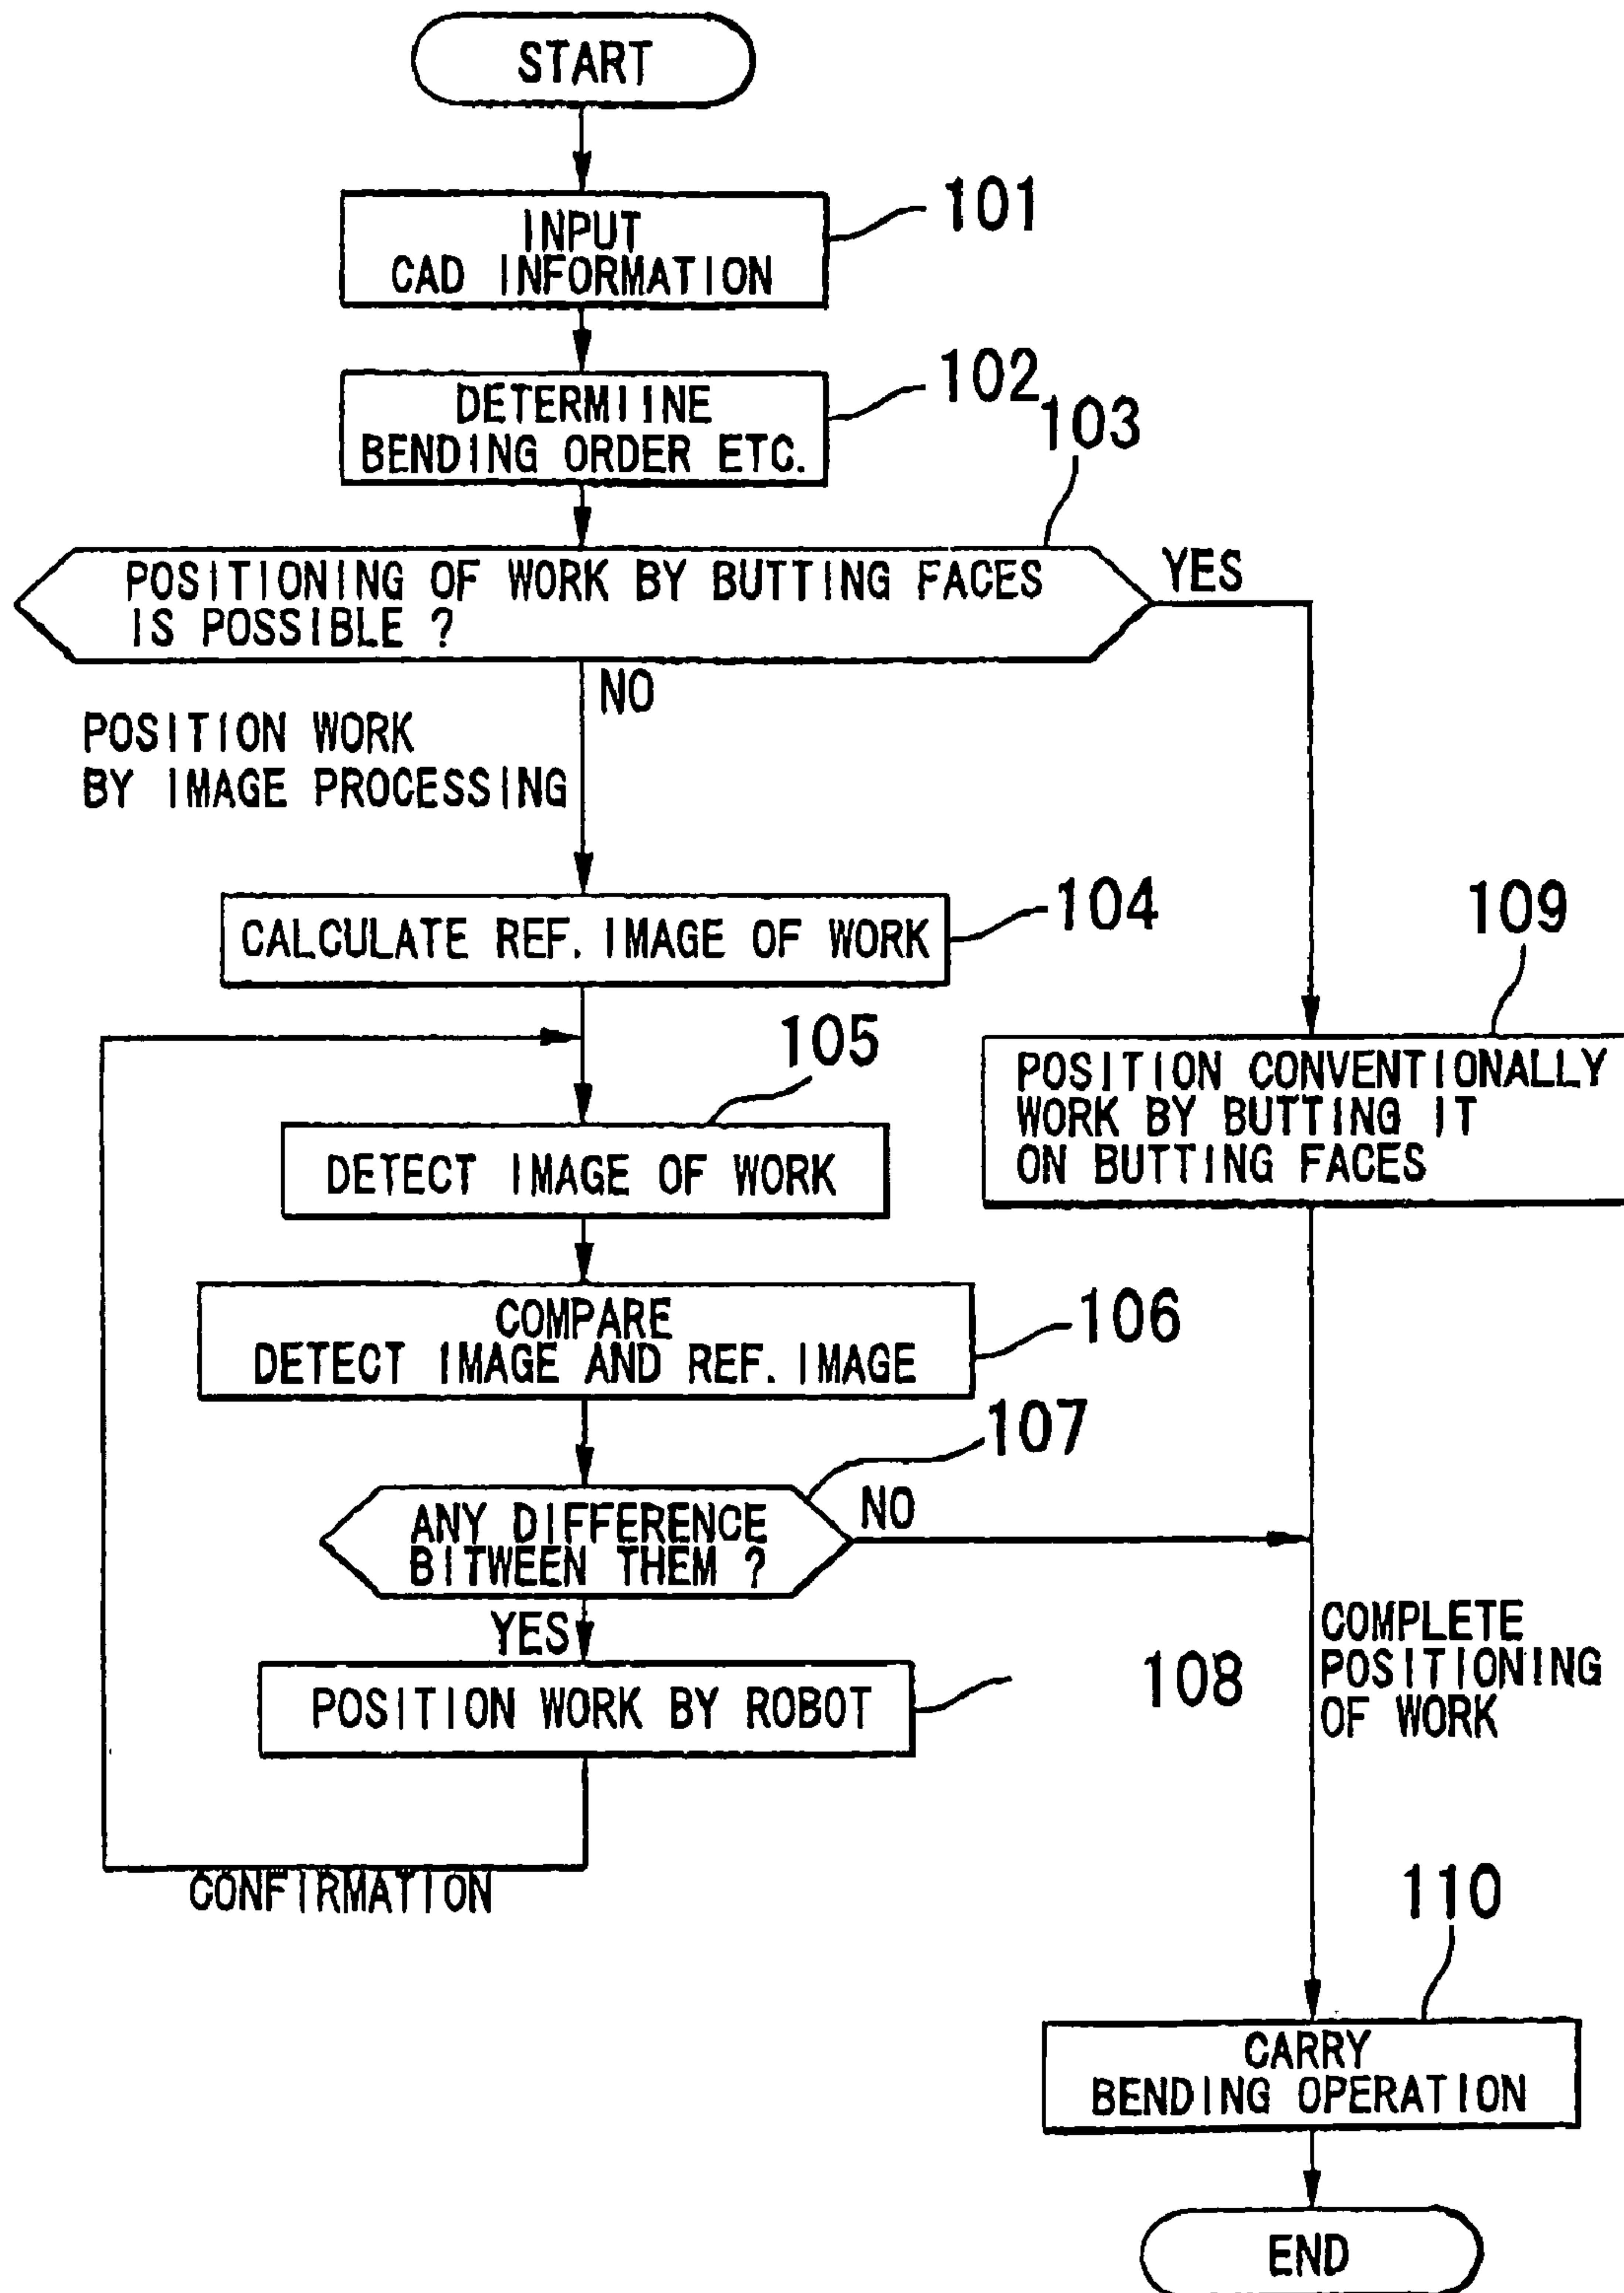 START
101
INPUT
CAD INFORMATION
102
DETERMIINE
BENDING ORDER ETC.
103
POSITIONING OF WORK BY BUTTING FACES
IS POSSIBLE ?
YES
NO
POSITION WORK
BY IMAGE PROCESSING
104
CALCULATE REF. IMAGE OF WORK
109
105
POSITION CONVENTIONALLY
WORK BY BUTTING IT
ON BUTTING FACES
DETECT IMAGE OF WORK
106
COMPARE
DETECT IMAGE AND REF. IMAGE
107
NO
ANY DIFFERENCE
BITWEEN THEM ?
YES
COMPLETE
POSITIONING
OF WORK
108
POSITION WORK BY ROBOT
CONFIRMATION
110
CARRY
BENDING OPERATION
END